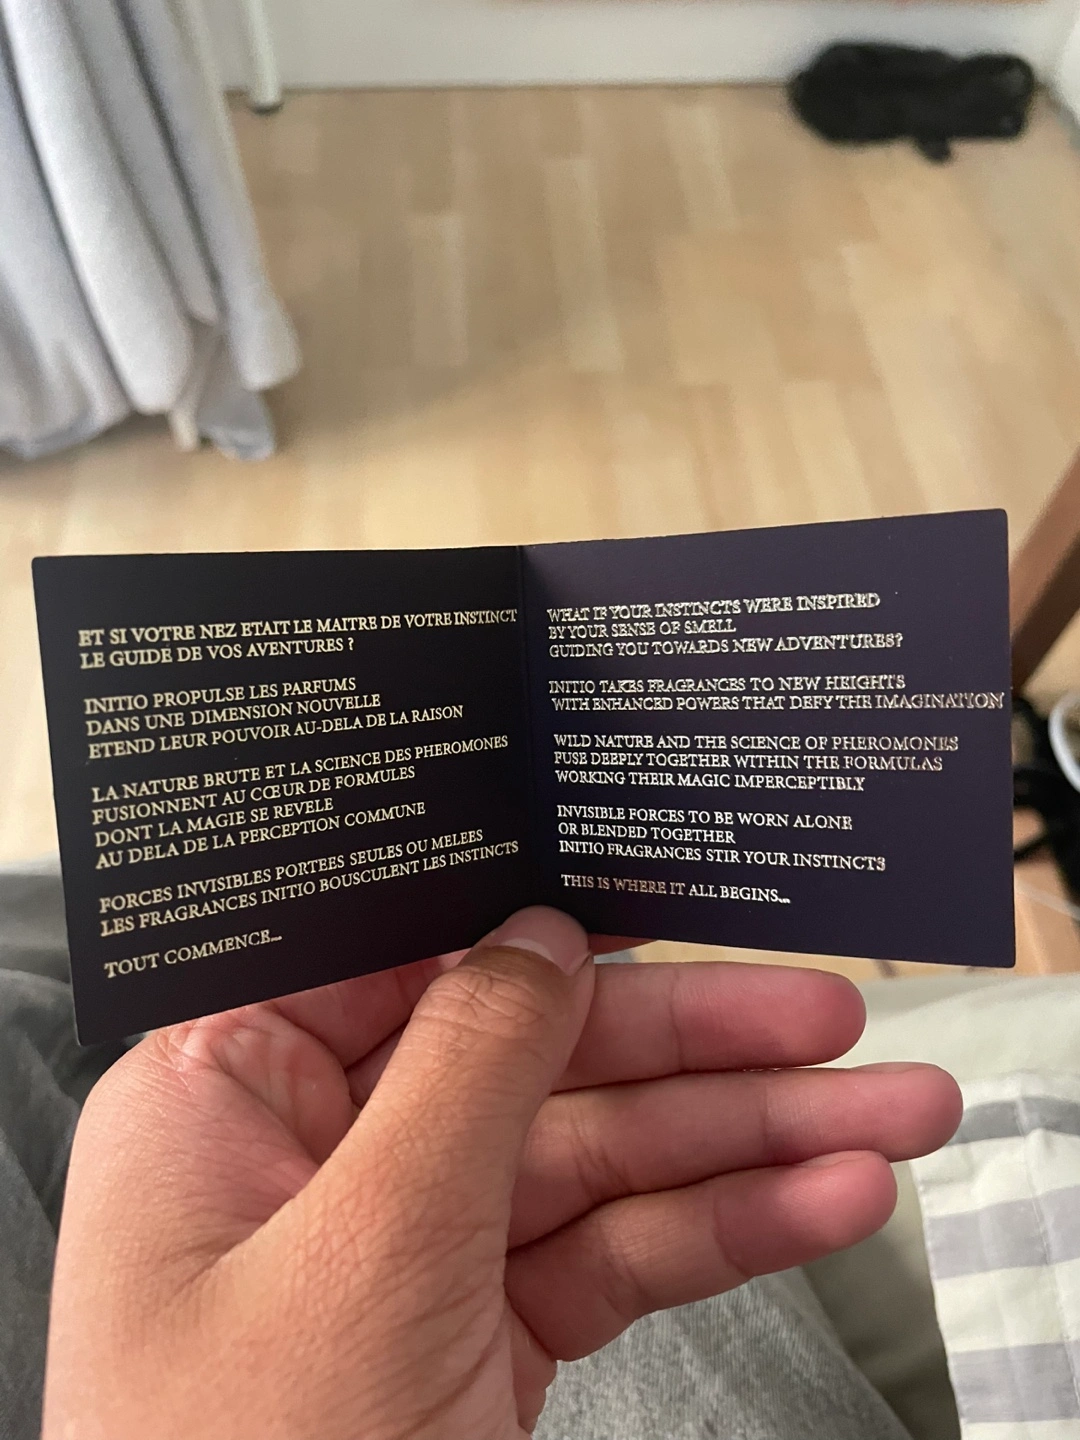 ET SI VOTRE NEZ ETAIT LE MAITRE DE VOTRE INSTINCT
LE GUIDE DE VOS AVENTURES ?
INITIO PROPULSE LES PARFUMS
DANS UNE DIMENSION NOUVELLE
ETEND LEUR POUVOIR AU-DELA DE LA RAISON
LA NATURE BRUTE ET LA SCIENCE DES PHEROMONES
FUSIONNENT AU CŒUR DE FORMULES
DONT LA MAGIE SE REVELE
AU DELA DE LA PERCEPTION COMMUNE
FORCES INVISIBLES PORTEES SEULES OU MELEES
LES FRAGRANCES INITIO BOUSCULENT LES INSTINCTS
TOUT COMMENCE...
WHAT IF YOUR INSTINCTS WERE INSPIRED
BY YOUR SENSE OF SMELL
GUIDING YOU TOWARDS NEW ADVENTURES?
INITIO TAKES FRAGRANCES TO NEW HEIGHTS
WITH ENHANCED POWERS THAT DEFY THE IMAGINATION
WILD NATURE AND THE SCIENCE OF PHEROMONES
FUSE DEEPLY TOGETHER WITHIN THE FORMULAS
WORKING THEIR MAGIC IMPERCEPTIBLY
INVISIBLE FORCES TO BE WORN ALONE
OR BLENDED TOGETHER
INITIO FRAGRANCES STIR YOUR INSTINCTS
THIS IS WHERE IT ALL BEGINS...